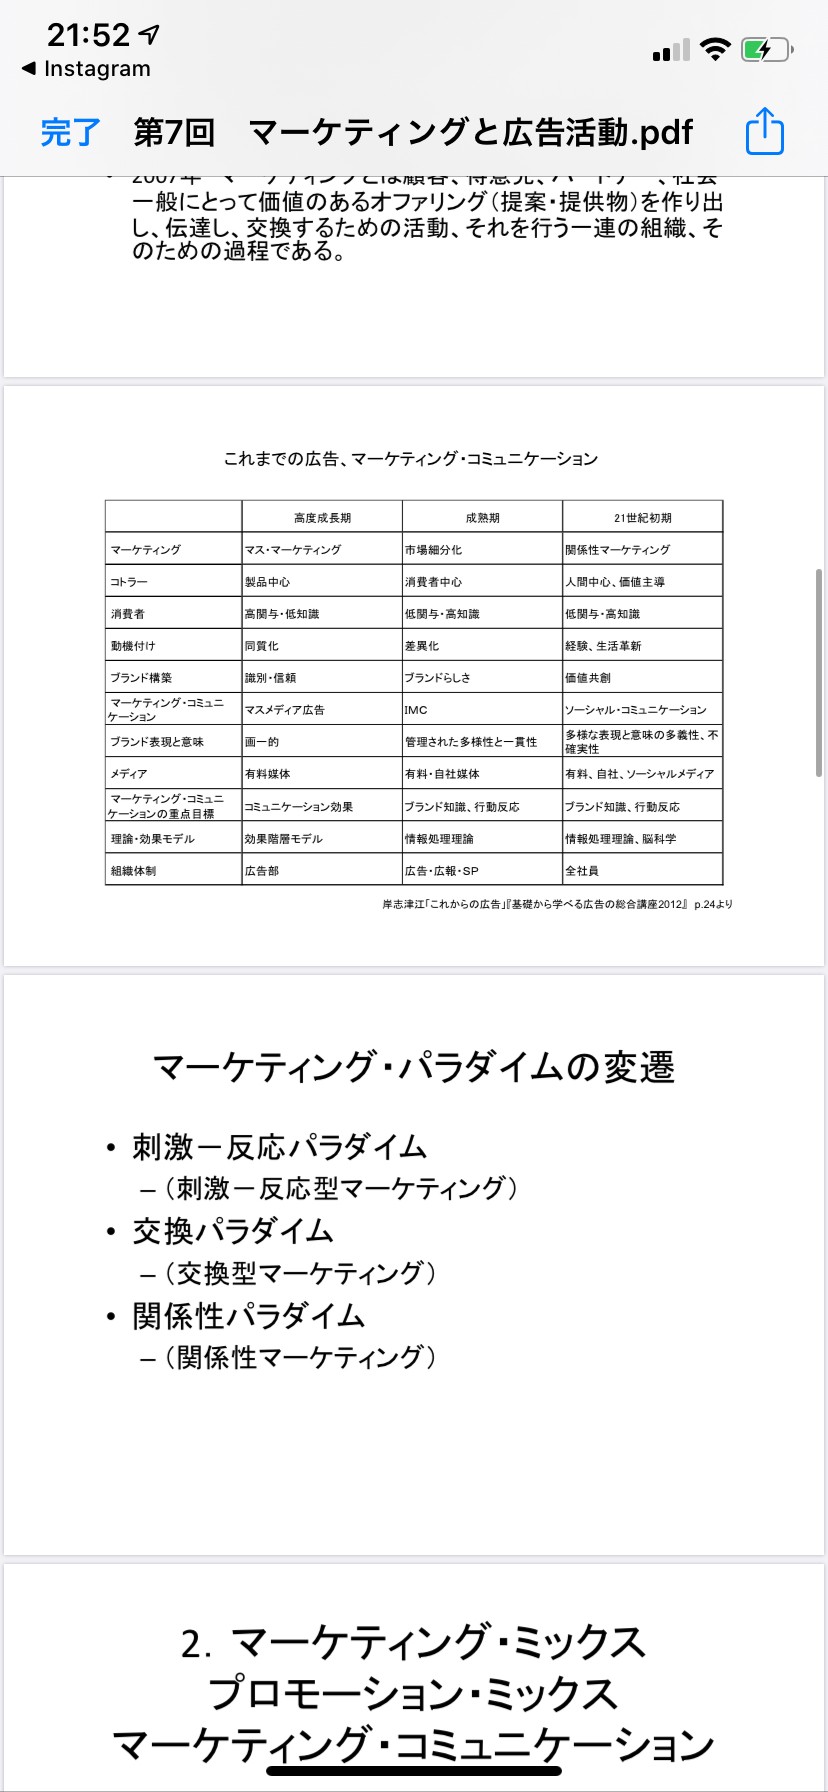 21:52
◀ Instagram
完了 第7回 マーケティングと広告活動.pdf
• 2007年 マーケティングとは顧客、得意先、パートナー、社会
一般にとって価値のあるオファリング（提案・提供物）を作り出
し、伝達し、交換するための活動、それを行う一連の組織、そ
のための過程である。
これまでの広告、マーケティング・コミュニケーション
高度成長期 成熟期 21世紀初期
マーケティング マス・マーケティング 市場細分化 関係性マーケティング
コトラー 製品中心 消費者中心 人間中心、価値主導
消費者 高関与・低知識 低関与・高知識 低関与・高知識
動機付け 同質化 差異化 経験、生活革新
ブランド構築 識別・信頼 ブランドらしさ 価値共創
マーケティング・コミュニ
ケーション マスメディア広告 IMC ソーシャル・コミュニケーション
ブランド表現と意味 画一的 管理された多様性と一貫性 多様な表現と意味の多義性、不
確実性
メディア 有料媒体 有料・自社媒体 有料、自社、ソーシャルメディア
マーケティング・コミュニ
ケーションの重点目標 コミュニケーション効果 ブランド知識、行動反応 ブランド知識、行動反応
理論・効果モデル 効果階層モデル 情報処理理論 情報処理理論、脳科学
組織体制 広告部 広告・広報・SP 全社員
岸志津江「これからの広告」『基礎から学べる広告の総合講座2012』 p.24より
マーケティング・パラダイムの変遷
• 刺激－反応パラダイム
–（刺激－反応型マーケティング）
• 交換パラダイム
–（交換型マーケティング）
• 関係性パラダイム
–（関係性マーケティング）
2. マーケティング・ミックス
プロモーション・ミックス
マーケティング・コミュニケーション